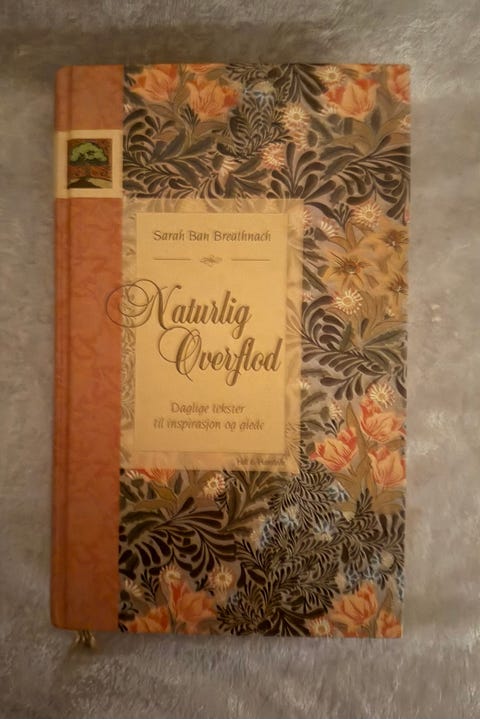 Sarah Ban Breathnach
Naturlig
Overflod
Daglige tekster
til inspirasjon og glede